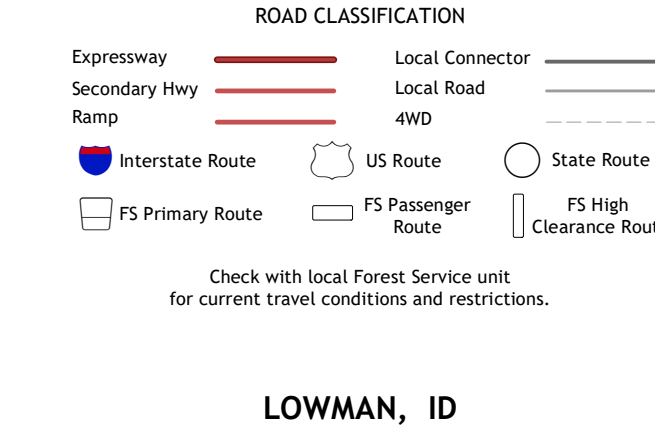 ROAD CLASSIFICATION
Expressway
Local Connector
Secondary Hwy
Local Road
Ramp
4WD
Interstate Route
US Route
State Route
FS Primary Route
FS Passenger
Route
FS High
Clearance Rout
Check with local Forest Service unit
for current travel conditions and restrictions.
LOWMAN, ID